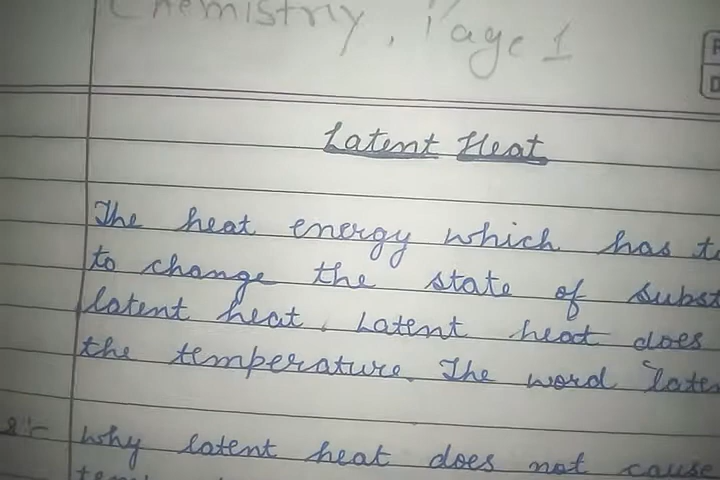 Chemistry, Page 1
Latent Heat
The heat energy which has
to change the state of
latent heat. Latent heat does
the temperature. The word
Why latent heat does not cause